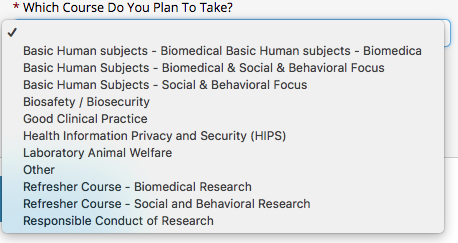 * Which Course Do You Plan To Take?
✓
Basic Human subjects - Biomedical Basic Human subjects - Biomedica
Basic Human Subjects - Biomedical & Social & Behavioral Focus
Basic Human Subjects - Social & Behavioral Focus
Biosafety / Biosecurity
Good Clinical Practice
Health Information Privacy and Security (HIPS)
Laboratory Animal Welfare
Other
Refresher Course - Biomedical Research
Refresher Course - Social and Behavioral Research
Responsible Conduct of Research